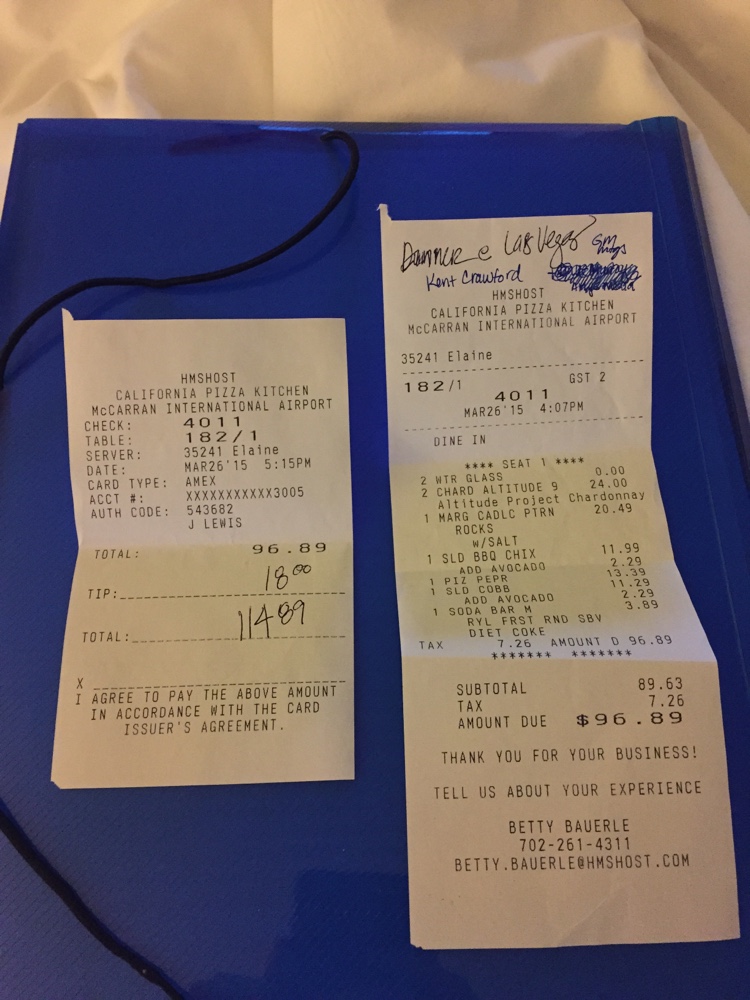 HMSHOST
CALIFORNIA PIZZA KITCHEN
McCARRAN INTERNATIONAL AIRPORT
CHECK: 4011
TABLE: 182/1
SERVER: 35241 Elaine
DATE: MAR26'15 5:15PM
CARD TYPE: AMEX
ACCT #: XXXXXXXXXXX3005
AUTH CODE: 543682
J LEWIS
TOTAL: 96.89
TIP: 18 00
TOTAL: 114 89
X
I AGREE TO PAY THE ABOVE AMOUNT
IN ACCORDANCE WITH THE CARD
ISSUER'S AGREEMENT.
Las Vegas
Kent Crawford
HMSHOST
CALIFORNIA PIZZA KITCHEN
McCARRAN INTERNATIONAL AIRPORT
35241 Elaine
182/1 GST 2
4011
MAR26'15 4:07PM
DINE IN
**** SEAT 1 ****
2 WTR GLASS 0.00
2 CHARD ALTITUDE 9 24.00
Altitude Project Chardonnay
1 MARG CADLC PTRN 20.49
ROCKS
w/SALT
1 SLD BBQ CHIX 11.99
ADD AVOCADO 2.29
1 PIZ PEPR 13.39
1 SLD COBB 11.29
ADD AVOCADO 2.29
1 SODA BAR M 3.89
RYL FRST RND SBV
DIET COKE
TAX 7.26 AMOUNT D 96.89
******* *******
SUBTOTAL 89.63
TAX 7.26
AMOUNT DUE $96.89
THANK YOU FOR YOUR BUSINESS!
TELL US ABOUT YOUR EXPERIENCE
BETTY BAUERLE
702-261-4311
BETTY.BAUERLE@HMSHOST.COM